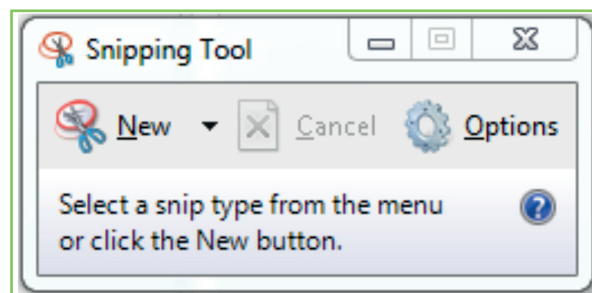 Snipping Tool
New Cancel Options
Select a snip type from the menu
or click the New button.